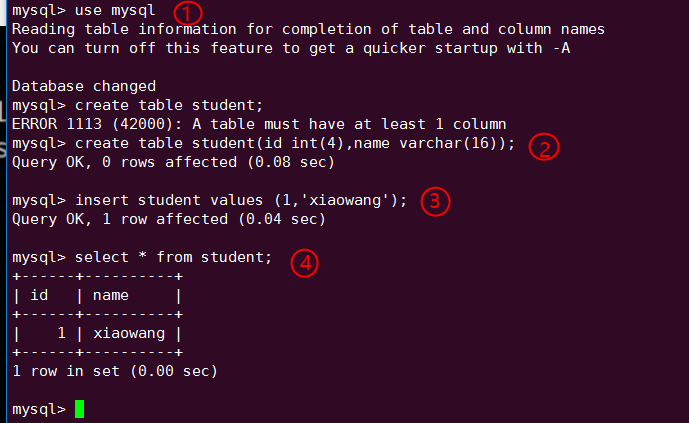 mysql> use mysql ①
Reading table information for completion of table and column names
You can turn off this feature to get a quicker startup with -A
Database changed
mysql> create table student;
ERROR 1113 (42000): A table must have at least 1 column
mysql> create table student(id int(4),name varchar(16)); ②
Query OK, 0 rows affected (0.08 sec)
mysql> insert student values (1,'xiaowang'); ③
Query OK, 1 row affected (0.04 sec)
mysql> select * from student; ④
+------+----------+
| id   | name     |
+------+----------+
|    1 | xiaowang |
+------+----------+
1 row in set (0.00 sec)
mysql>